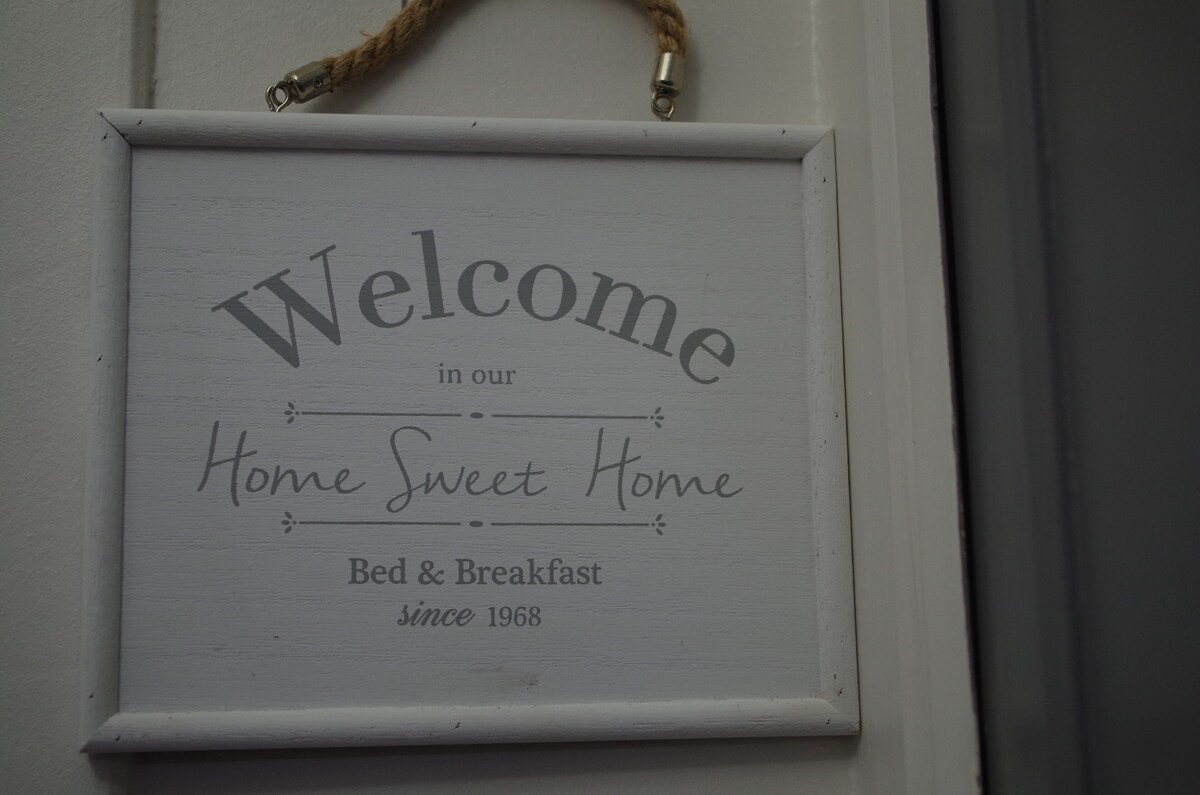 Welcome
in our
Home Sweet Home
Bed & Breakfast
since 1968